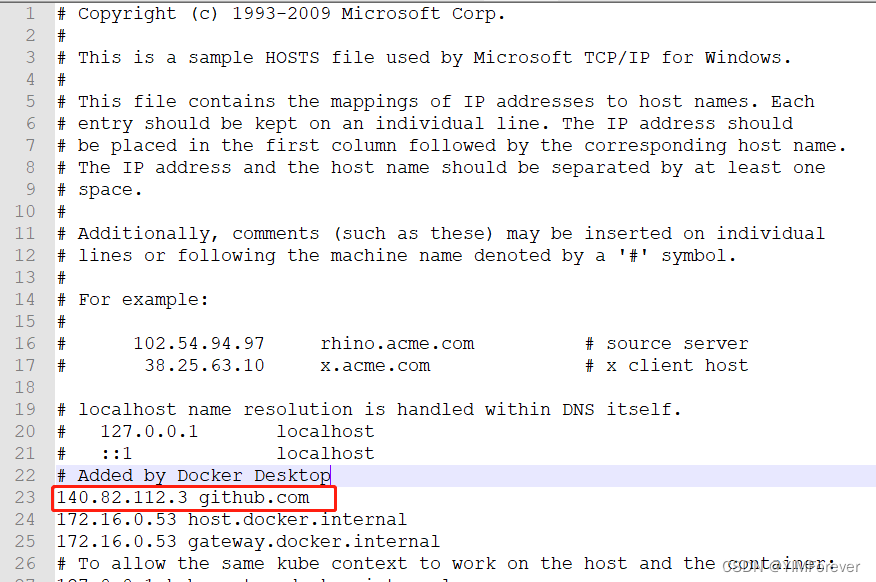 1 # Copyright (c) 1993-2009 Microsoft Corp.
2 #
3 # This is a sample HOSTS file used by Microsoft TCP/IP for Windows.
4 #
5 # This file contains the mappings of IP addresses to host names. Each
6 # entry should be kept on an individual line. The IP address should
7 # be placed in the first column followed by the corresponding host name.
8 # The IP address and the host name should be separated by at least one
9 # space.
10 #
11 # Additionally, comments (such as these) may be inserted on individual
12 # lines or following the machine name denoted by a '#' symbol.
13 #
14 # For example:
15 #
16 #      102.54.94.97     rhino.acme.com          # source server
17 #       38.25.63.10     x.acme.com              # x client host
18
19 # localhost name resolution is handled within DNS itself.
20 #   127.0.0.1       localhost
21 #   ::1             localhost
22 # Added by Docker Desktop
23 140.82.112.3 github.com
24 172.16.0.53 host.docker.internal
25 172.16.0.53 gateway.docker.internal
26 # To allow the same kube context to work on the host and the container:
CSDN @YIMForever